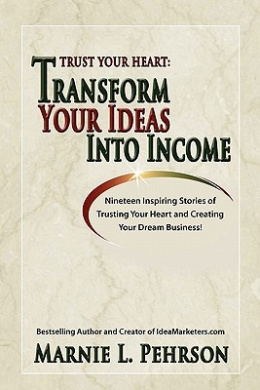 TRUST YOUR HEART:
TRANSFORM
YOUR IDEAS
INTO INCOME
Nineteen Inspiring Stories of
Trusting Your Heart and Creating
Your Dream Business!
Bestselling Author and Creator of IdeaMarketers.com
MARNIE L. PEHRSON